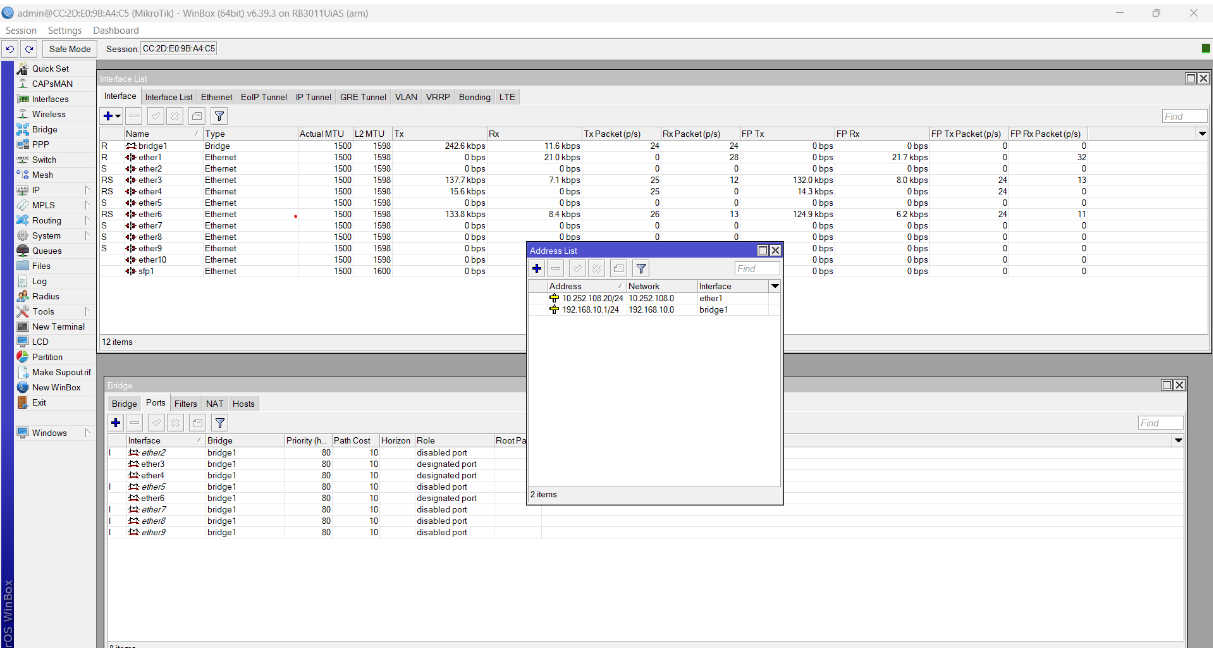 admin@CC:2D:E0:9B:A4:C5 (MikroTik) - WinBox (64bit) v6.39.3 on RB3011UiAS (arm)
Session Settings Dashboard
Safe Mode Session: CC:2D:E0:9B:A4:C5
Quick Set
CAPsMAN
Interfaces
Wireless
Bridge
PPP
Switch
Mesh
IP
MPLS
Routing
System
Queues
Files
Log
Radius
Tools
New Terminal
LCD
Partition
Make Supout.rif
New WinBox
Exit
Windows
rOS WinBox
Interface List
Interface Interface List Ethernet EoIP Tunnel IP Tunnel GRE Tunnel VLAN VRRP Bonding LTE
Find
Name / Type Actual MTU L2 MTU Tx Rx Tx Packet (p/s) Rx Packet (p/s) FP Tx FP Rx FP Tx Packet (p/s) FP Rx Packet (p/s)
R bridge1 Bridge 1500 1598 242.6 kbps 11.6 kbps 24 24 0 bps 0 bps 0 0
R ether1 Ethernet 1500 1598 0 bps 21.0 kbps 0 28 0 bps 21.7 kbps 0 32
S ether2 Ethernet 1500 1598 0 bps 0 bps 0 0 0 bps 0 bps 0 0
RS ether3 Ethernet 1500 1598 137.7 kbps 7.1 kbps 25 12 132.0 kbps 8.0 kbps 24 13
RS ether4 Ethernet 1500 1598 15.6 kbps 0 bps 25 0 14.3 kbps 0 bps 24 0
S ether5 Ethernet 1500 1598 0 bps 0 bps 0 0 0 bps 0 bps 0 0
RS ether6 Ethernet 1500 1598 133.8 kbps 8.4 kbps 26 13 124.9 kbps 6.2 kbps 24 11
S ether7 Ethernet 1500 1598 0 bps 0 bps 0 0 0 bps 0 bps 0 0
S ether8 Ethernet 1500 1598 0 bps 0 bps 0 0 0 bps 0 bps 0 0
S ether9 Ethernet 1500 1598 0 bps 0 bps 0 0
ether10 Ethernet 1500 1598 0 bps 0 bps 0 bps 0 0
sfp1 Ethernet 1500 1600 0 bps 0 bps 0 bps 0 0
12 items
Address List
Find
Address / Network Interface
10.252.108.20/24 10.252.108.0 ether1
192.168.10.1/24 192.168.10.0 bridge1
2 items
Bridge
Bridge Ports Filters NAT Hosts
Find
Interface / Bridge Priority (h... Path Cost Horizon Role Root Pa
I ether2 bridge1 80 10 disabled port
ether3 bridge1 80 10 designated port
ether4 bridge1 80 10 designated port
I ether5 bridge1 80 10 disabled port
ether6 bridge1 80 10 designated port
I ether7 bridge1 80 10 disabled port
I ether8 bridge1 80 10 disabled port
I ether9 bridge1 80 10 disabled port